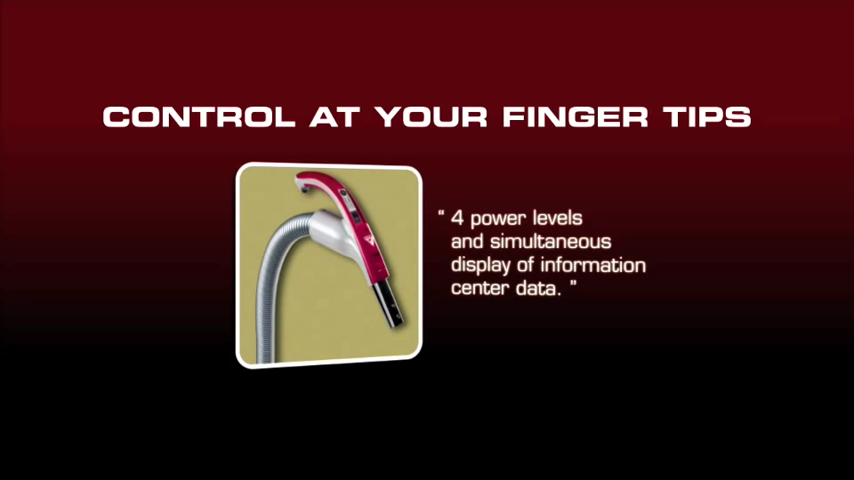 CONTROL AT YOUR FINGER TIPS
“ 4 power levels
and simultaneous
display of information
center data. ”